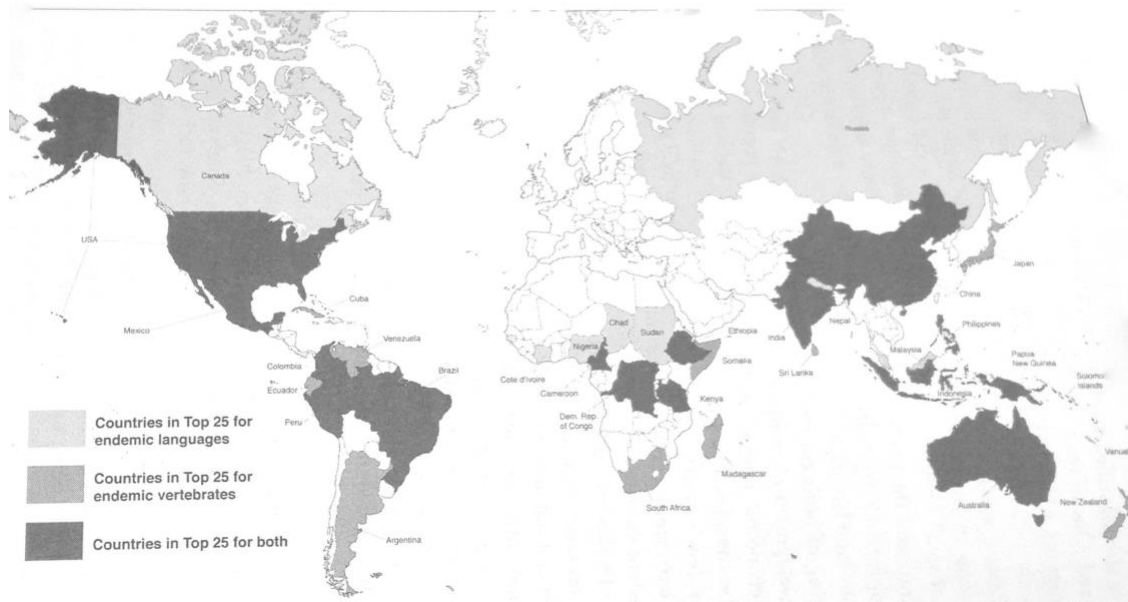 Russia
Canada
USA
Japan
Cuba
China
Mexico
Chad
Sudan
Ethiopia
India
Nepal
Philippines
Venezuela
Nigeria
Malaysia
Colombia
Brazil
Cote d'Ivoire
Sri Lanka
Papua
New Guinea
Ecuador
Cameroon
Kenya
Indonesia
Islands
Peru
Dem. Rep.
of Congo
Countries in Top 25 for
endemic languages
Madagascar
Countries in Top 25 for
endemic vertebrates
South Africa
Australia
New Zealand
Argentina
Countries in Top 25 for both